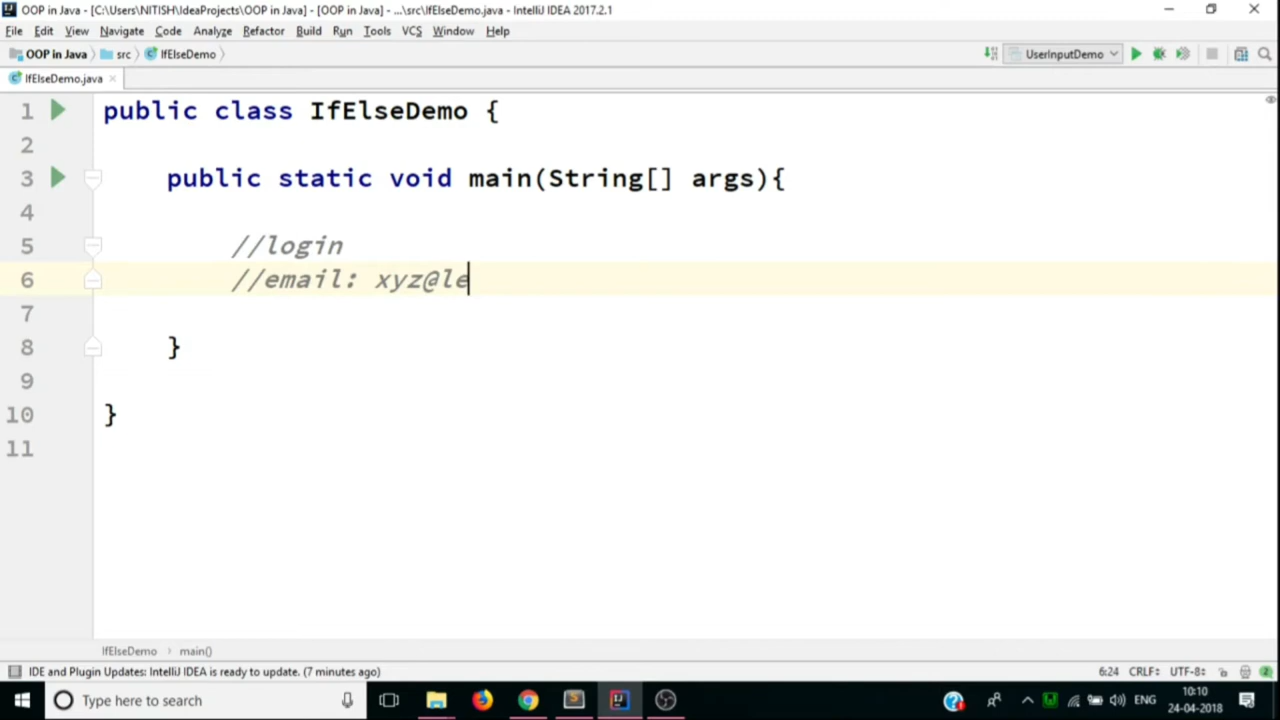 OOP in Java - [C:\Users\NITISH\IdeaProjects\OOP in Java] - [OOP in Java] - ...\src\IfElseDemo.java - IntelliJ IDEA 2017.2.1
File Edit View Navigate Code Analyze Refactor Build Run Tools VCS Window Help
OOP in Java src IfElseDemo UserInputDemo
IfElseDemo.java
1 public class IfElseDemo {
2
3 public static void main(String[] args){
4
5 //login
6 //email: xyz@le
7
8 }
9
10 }
11
IfElseDemo main()
IDE and Plugin Updates: IntelliJ IDEA is ready to update. (7 minutes ago) 6:24 CRLF UTF-8
Type here to search ENG 10:10
24-04-2018